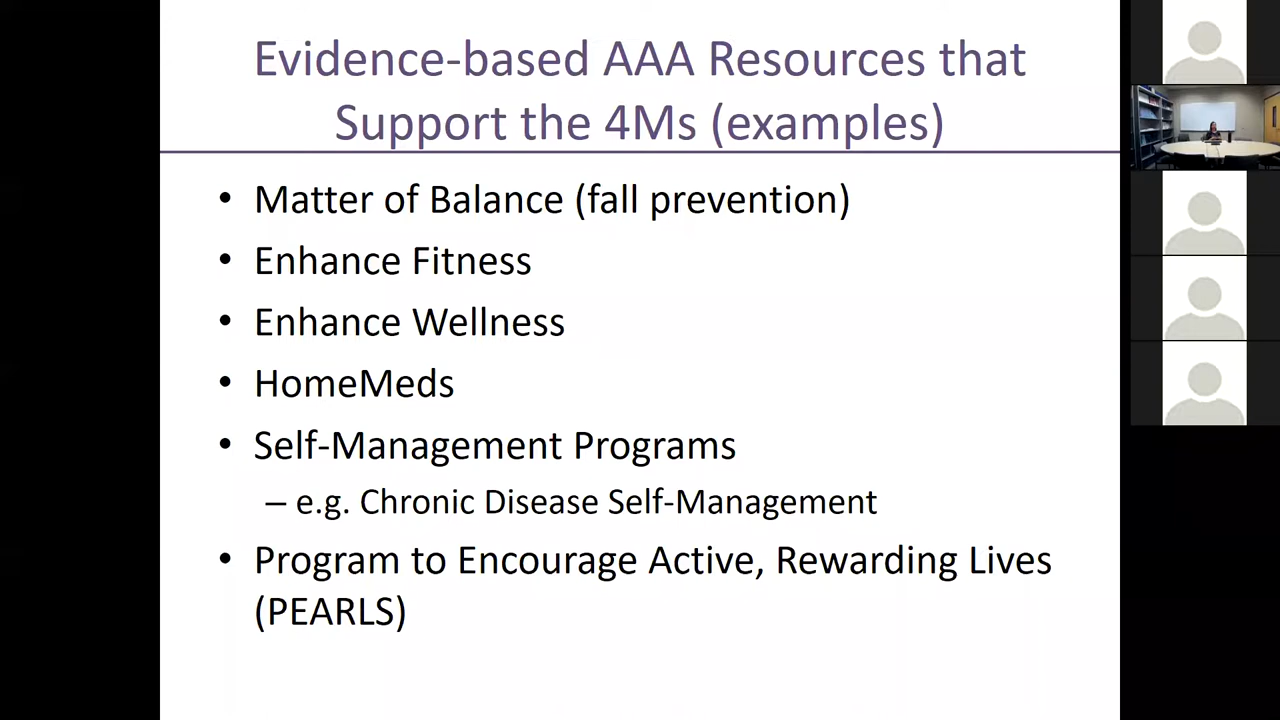 Evidence-based AAA Resources that
Support the 4Ms (examples)
• Matter of Balance (fall prevention)
• Enhance Fitness
• Enhance Wellness
• HomeMeds
• Self-Management Programs
– e.g. Chronic Disease Self-Management
• Program to Encourage Active, Rewarding Lives
(PEARLS)